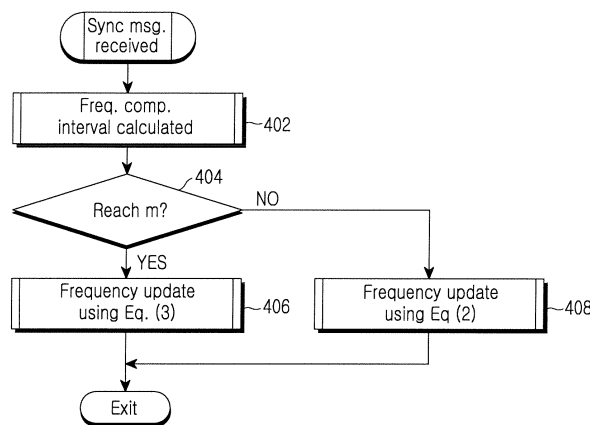 Sync msg.
received
Freq. comp.
interval calculated
402
404
Reach m?
NO
YES
Frequency update
using Eq. (3)
406
Frequency update
using Eq (2)
408
Exit